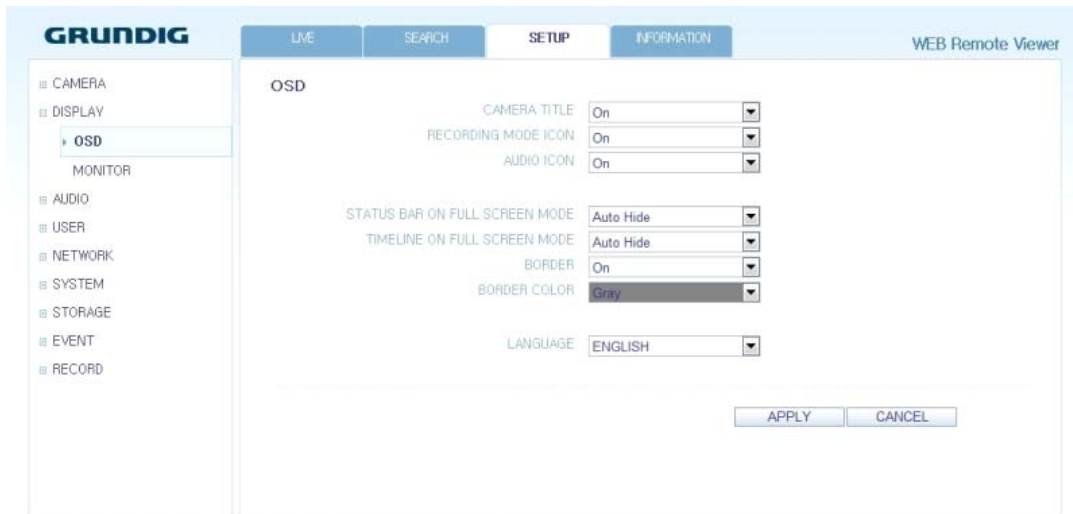 GRUNDIG
LIVE
SEARCH
SETUP
INFORMATION
WEB Remote Viewer
CAMERA
DISPLAY
OSD
MONITOR
AUDIO
USER
NETWORK
SYSTEM
STORAGE
EVENT
RECORD
OSD
CAMERA TITLE On
RECORDING MODE ICON On
AUDIO ICON On
STATUS BAR ON FULL SCREEN MODE Auto Hide
TIMELINE ON FULL SCREEN MODE Auto Hide
BORDER On
BORDER COLOR Gray
LANGUAGE ENGLISH
APPLY CANCEL